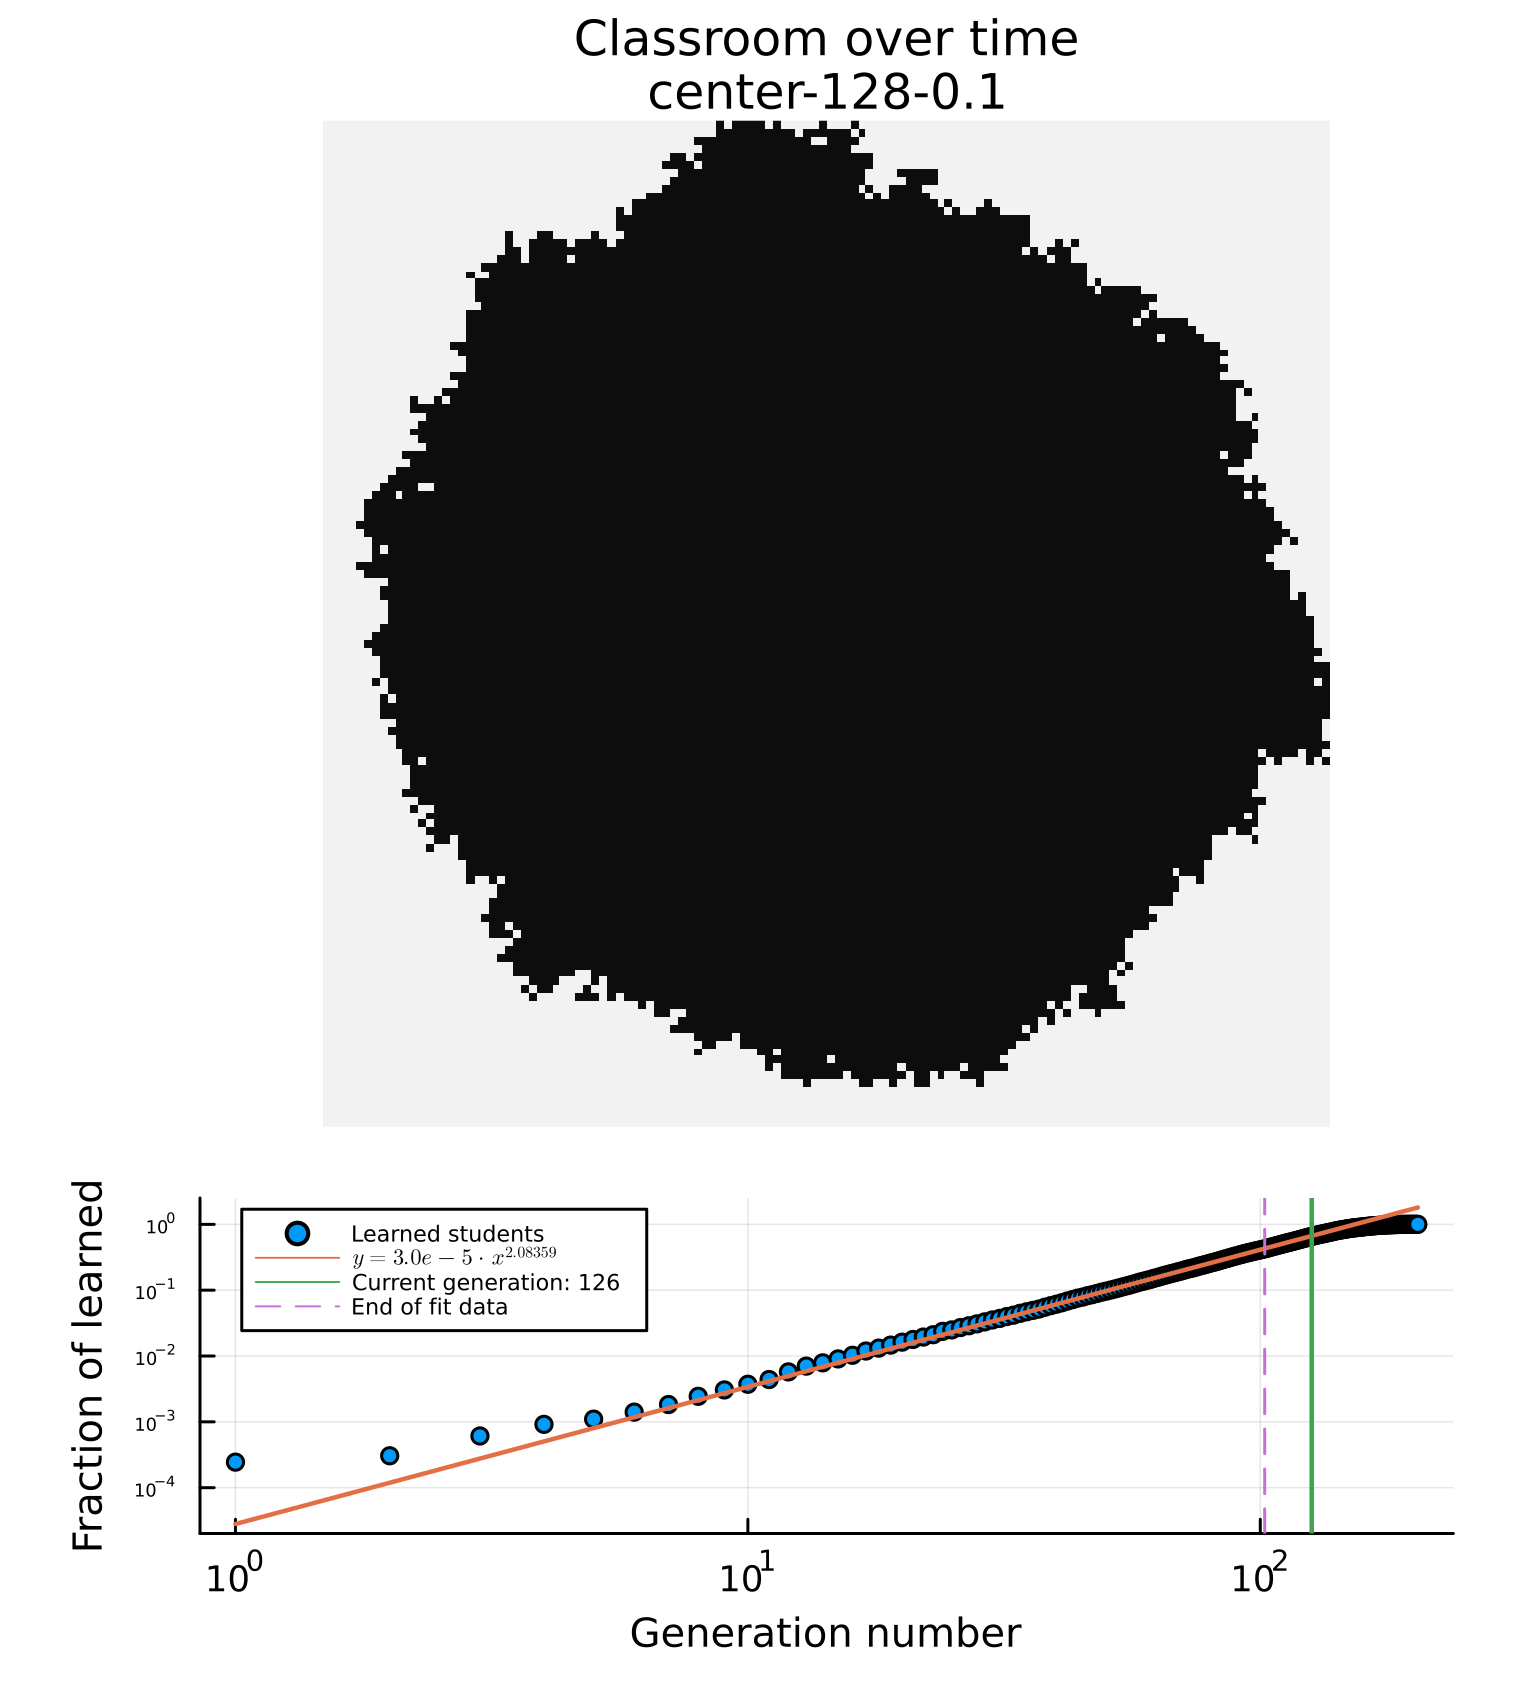 Classroom over time
center-128-0.1
Fraction of learned
10^0
10^-1
10^-2
10^-3
10^-4
Learned students
y = 3.0e − 5 · x^2.08359
Current generation: 126
End of fit data
10^0 10^1 10^2
Generation number